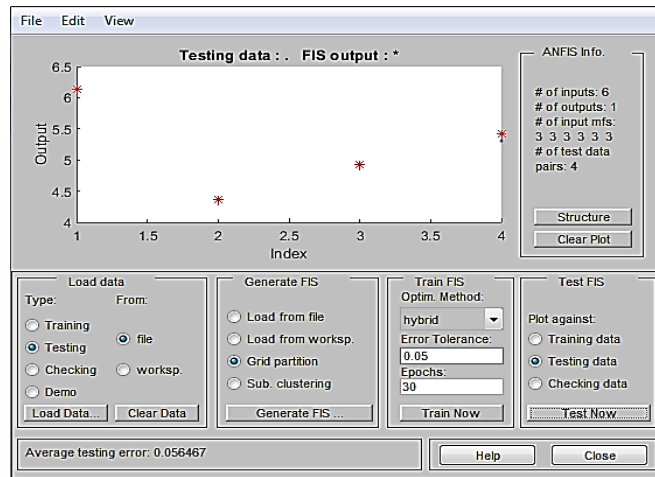 File Edit View
Testing data : .   FIS output : *
6.5
6
5.5
5
4.5
4
Output
1 1.5 2 2.5 3 3.5 4
Index
ANFIS Info.
# of inputs: 6
# of outputs: 1
# of input mfs:
3 3 3 3 3 3
# of test data
pairs: 4
Structure
Clear Plot
Load data
Type: From:
Training
Testing
Checking
Demo
file
worksp.
Load Data... Clear Data
Generate FIS
Load from file
Load from worksp.
Grid partition
Sub. clustering
Generate FIS ...
Train FIS
Optim. Method:
hybrid
Error Tolerance:
0.05
Epochs:
30
Train Now
Test FIS
Plot against:
Training data
Testing data
Checking data
Test Now
Average testing error: 0.056467
Help Close